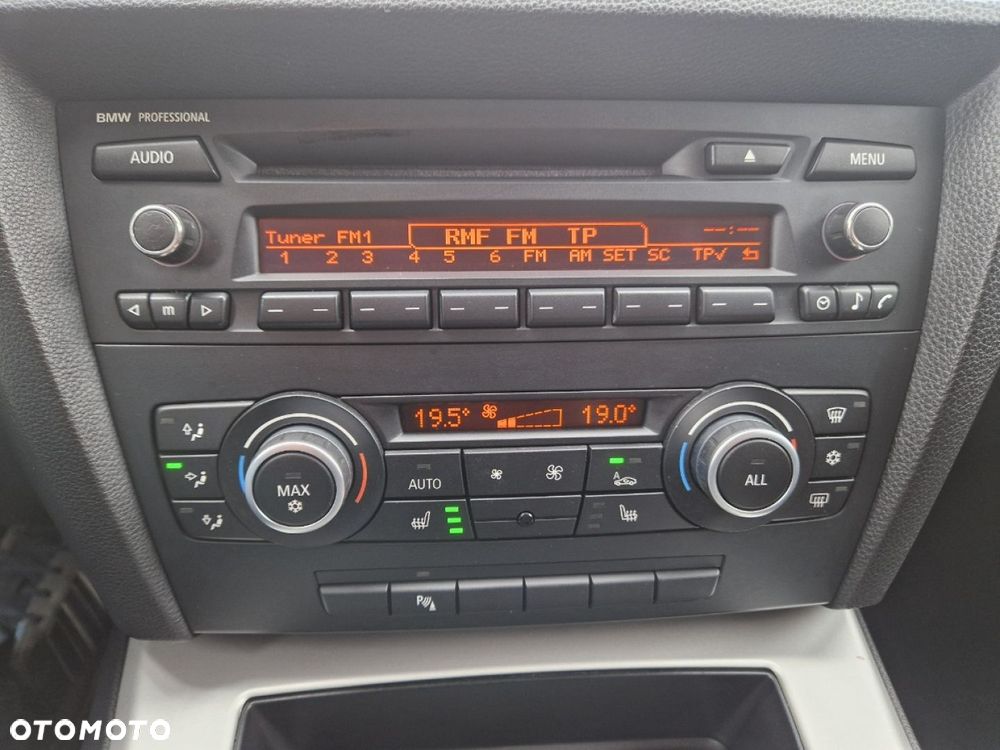 BMW PROFESSIONAL
AUDIO
MENU
Tuner FM1 RMF FM TP --:--
1 2 3 4 5 6 FM AM SET SC TP✓
m
19.5° 19.0°
AUTO
A
MAX
ALL
P
OTOMOTO